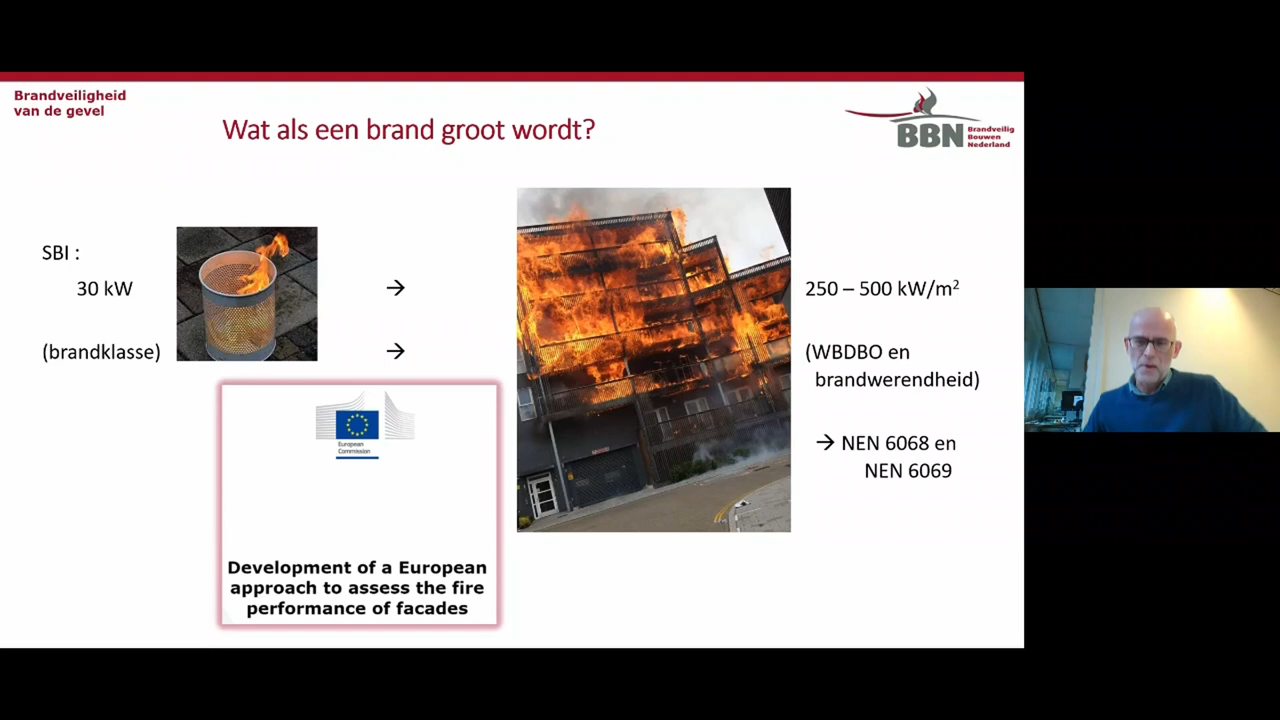 Brandveiligheid
van de gevel
Wat als een brand groot wordt?
BBN
Brandveilig
Bouwen
Nederland
SBI :
30 kW
→
250 – 500 kW/m²
(brandklasse)
→
(WBDBO en
brandwerendheid)
→ NEN 6068 en
NEN 6069
European
Commission
Development of a European
approach to assess the fire
performance of facades